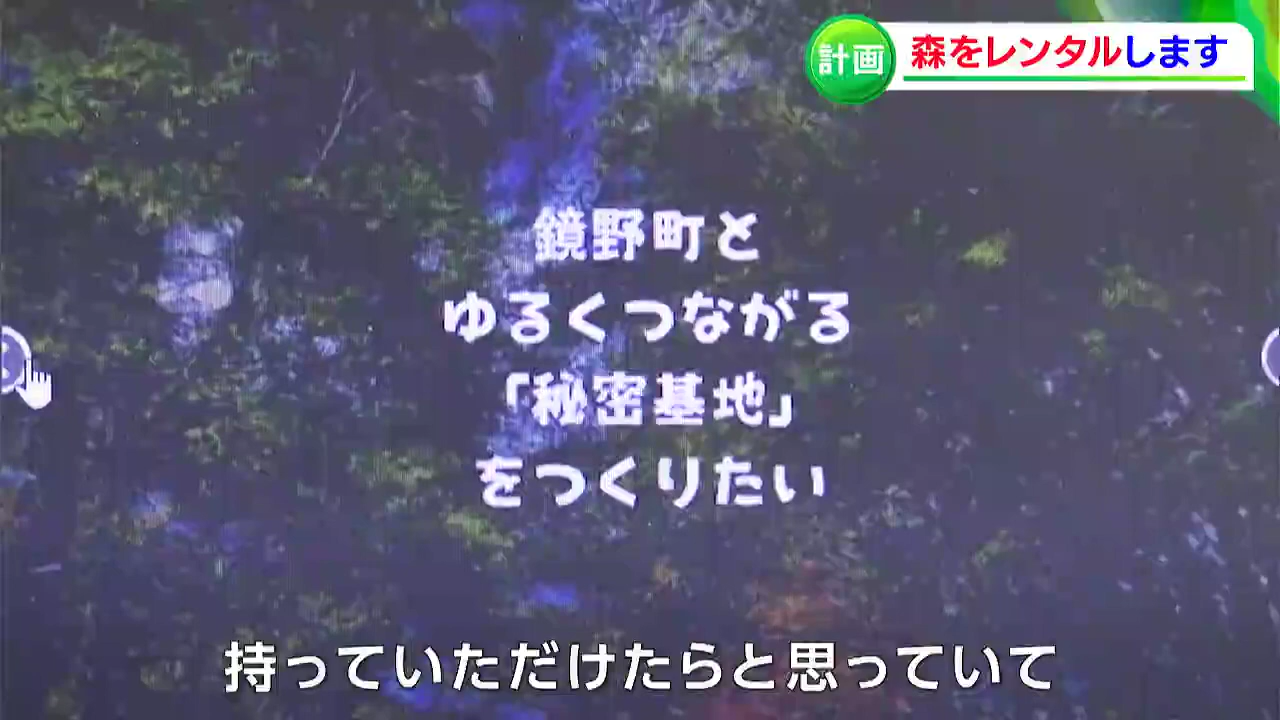 計画
森をレンタルします
鏡野町と
ゆるくつながる
「秘密基地」
をつくりたい
持っていただけたらと思っていて